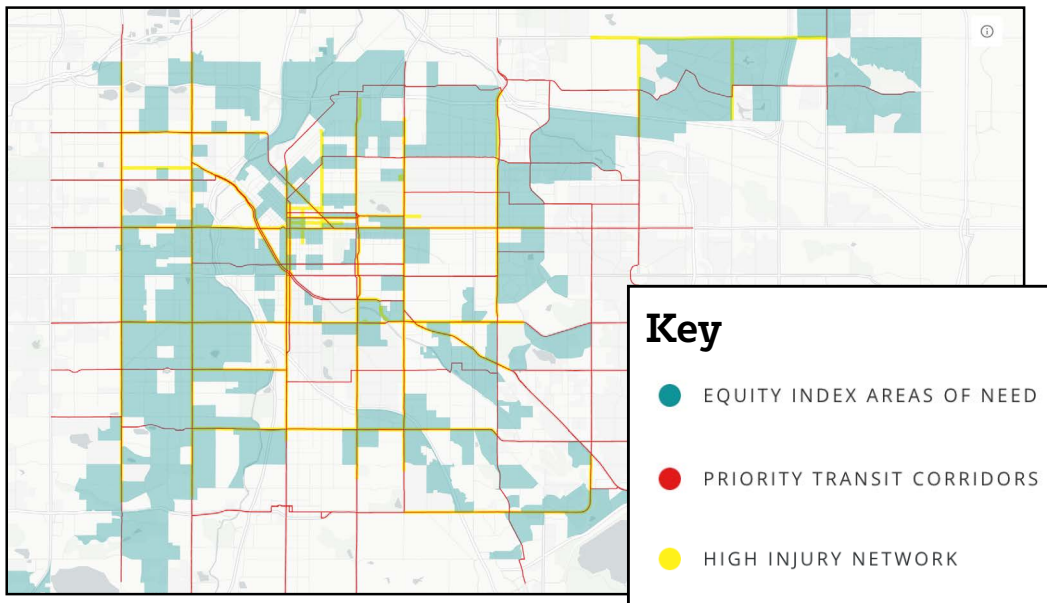 Key
EQUITY INDEX AREAS OF NEED
PRIORITY TRANSIT CORRIDORS
HIGH INJURY NETWORK